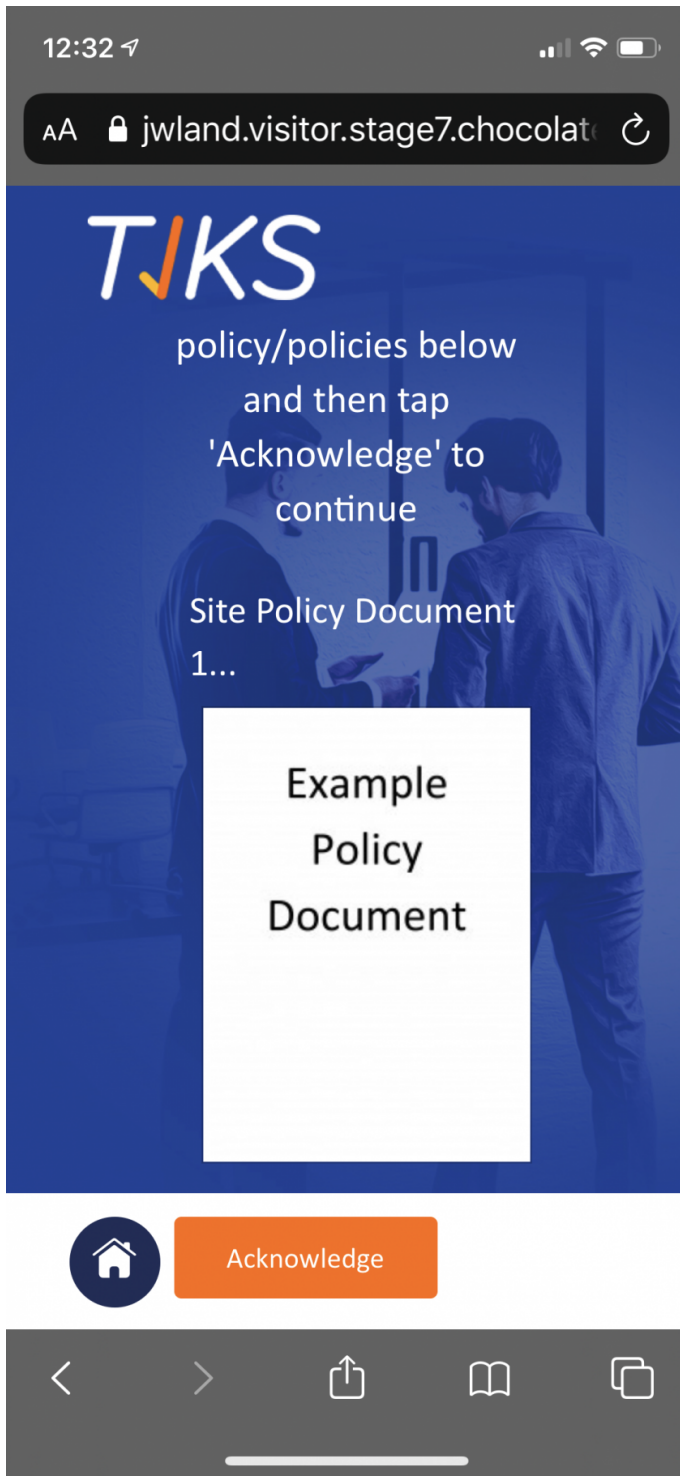 12:32
AA jwland.visitor.stage7.chocolat
TJKS
policy/policies below
and then tap
'Acknowledge' to
continue
Site Policy Document
1...
Example
Policy
Document
Acknowledge